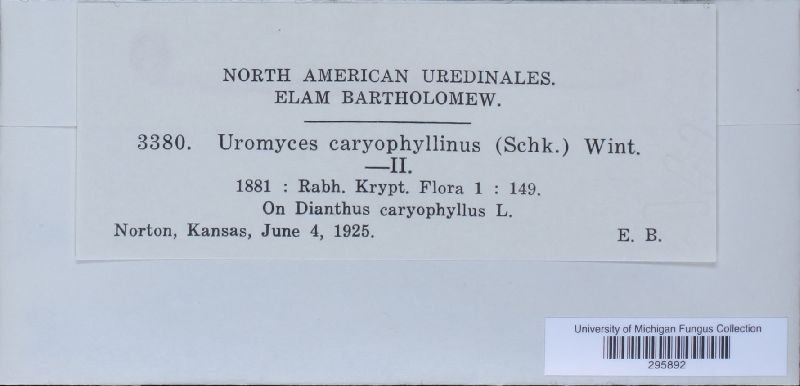 NORTH AMERICAN UREDINALES.
ELAM BARTHOLOMEW.
3380. Uromyces caryophyllinus (Schk.) Wint.
—II.
1881 : Rabh. Krypt. Flora 1 : 149.
On Dianthus caryophyllus L.
Norton, Kansas, June 4, 1925. E. B.
University of Michigan Fungus Collection
295892